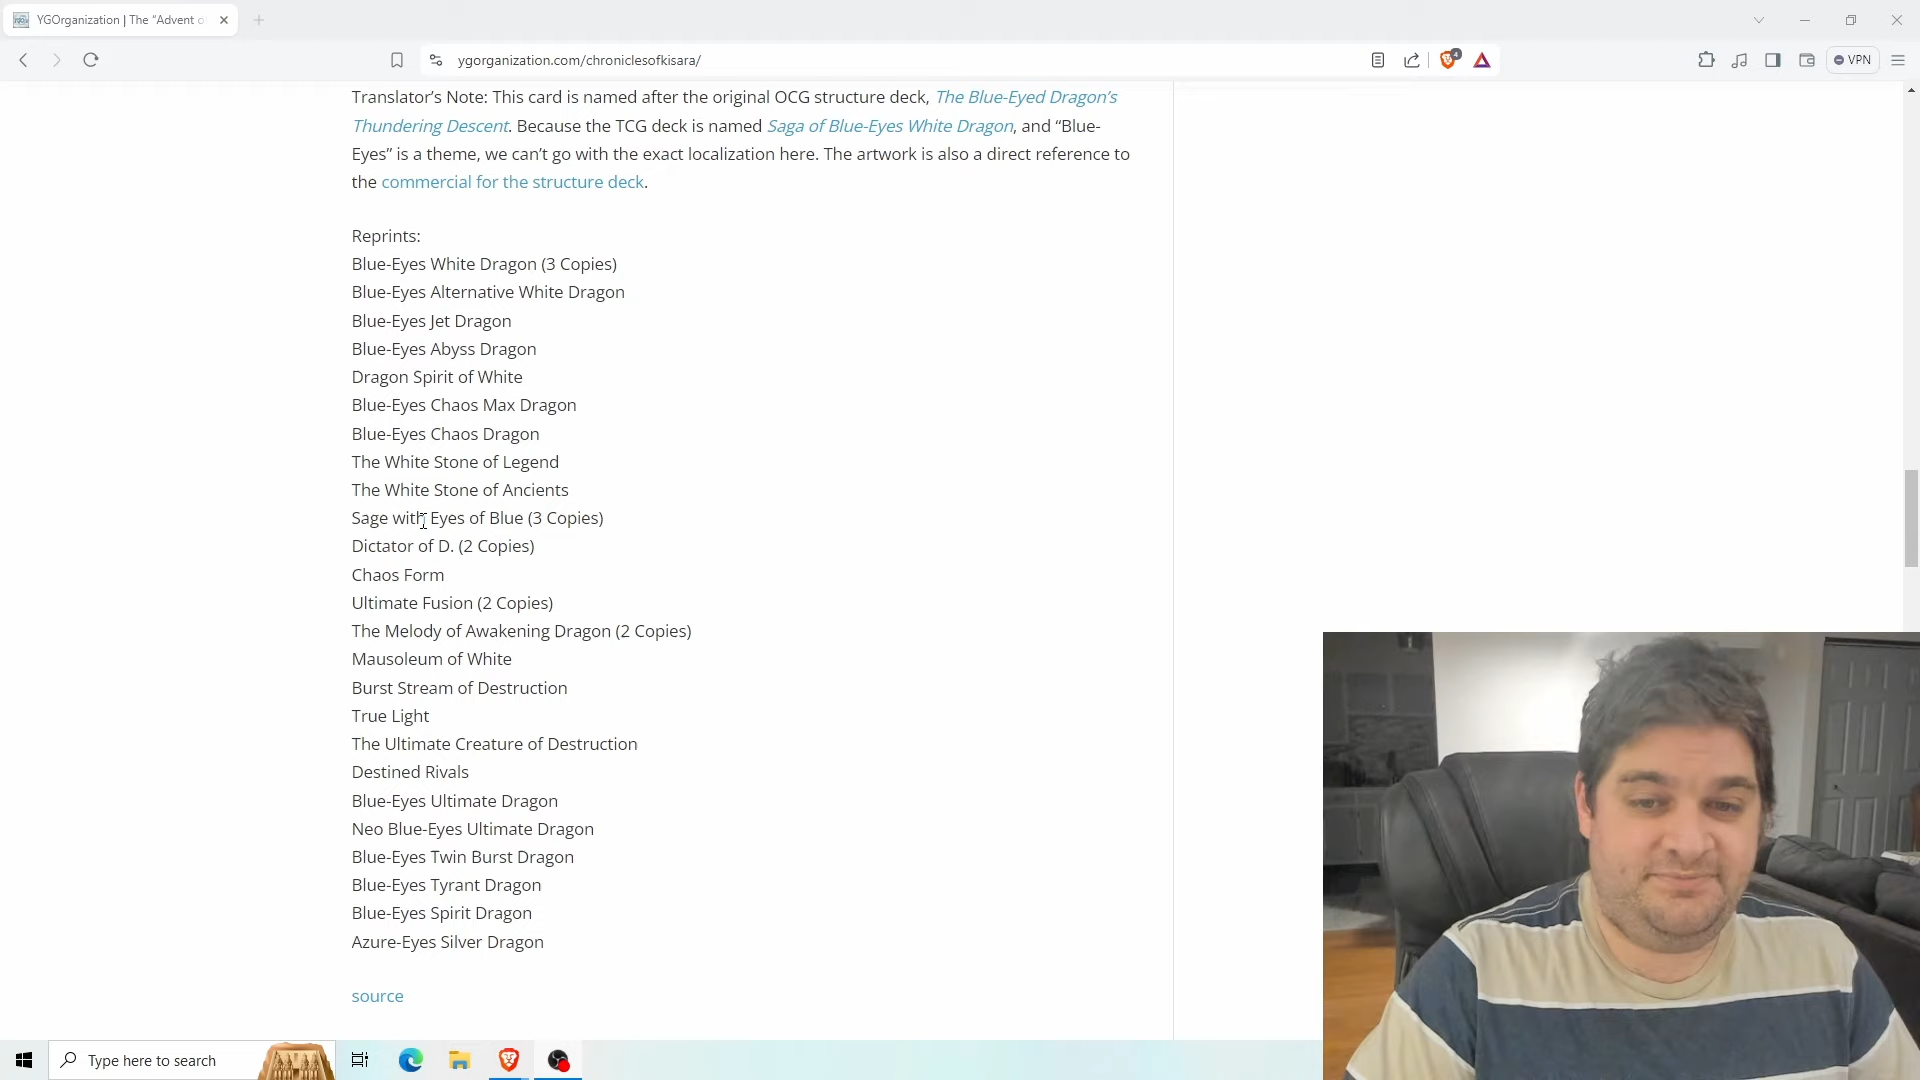 YGOrganization | The “Advent o
ygorganization.com/chroniclesofkisara/
4
VPN
Translator’s Note: This card is named after the original OCG structure deck, The Blue-Eyed Dragon’s
Thundering Descent. Because the TCG deck is named Saga of Blue-Eyes White Dragon, and “Blue-
Eyes” is a theme, we can’t go with the exact localization here. The artwork is also a direct reference to
the commercial for the structure deck.
Reprints:
Blue-Eyes White Dragon (3 Copies)
Blue-Eyes Alternative White Dragon
Blue-Eyes Jet Dragon
Blue-Eyes Abyss Dragon
Dragon Spirit of White
Blue-Eyes Chaos Max Dragon
Blue-Eyes Chaos Dragon
The White Stone of Legend
The White Stone of Ancients
Sage with Eyes of Blue (3 Copies)
Dictator of D. (2 Copies)
Chaos Form
Ultimate Fusion (2 Copies)
The Melody of Awakening Dragon (2 Copies)
Mausoleum of White
Burst Stream of Destruction
True Light
The Ultimate Creature of Destruction
Destined Rivals
Blue-Eyes Ultimate Dragon
Neo Blue-Eyes Ultimate Dragon
Blue-Eyes Twin Burst Dragon
Blue-Eyes Tyrant Dragon
Blue-Eyes Spirit Dragon
Azure-Eyes Silver Dragon
source
Type here to search